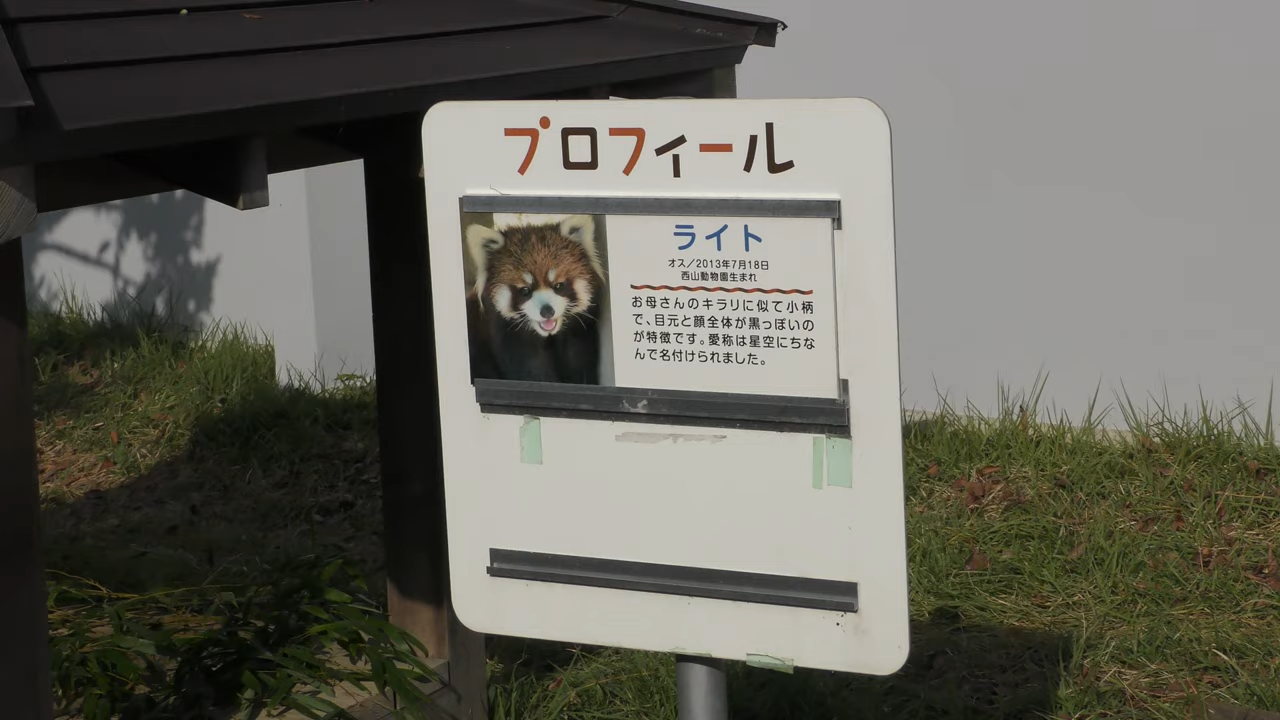 プロフィール
ライト
オス／2013年7月18日
西山動物園生まれ
お母さんのキラリに似て小柄
で、目元と顔全体が黒っぽいの
が特徴です。愛称は星空にちな
んで名付けられました。